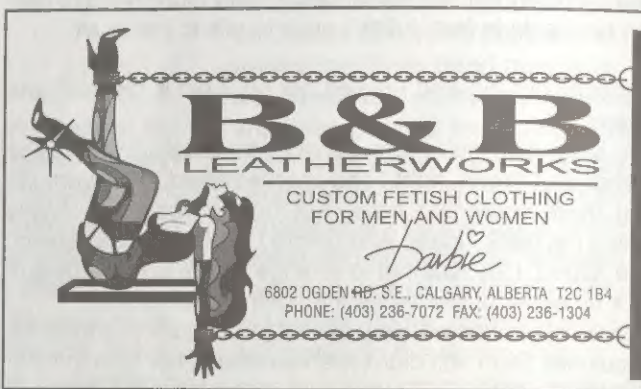 B&B
LEATHERWORKS
CUSTOM FETISH CLOTHING
FOR MEN AND WOMEN
Barbie
6802 OGDEN RD. S.E., CALGARY, ALBERTA T2C 1B4
PHONE: (403) 236-7072 FAX: (403) 236-1304